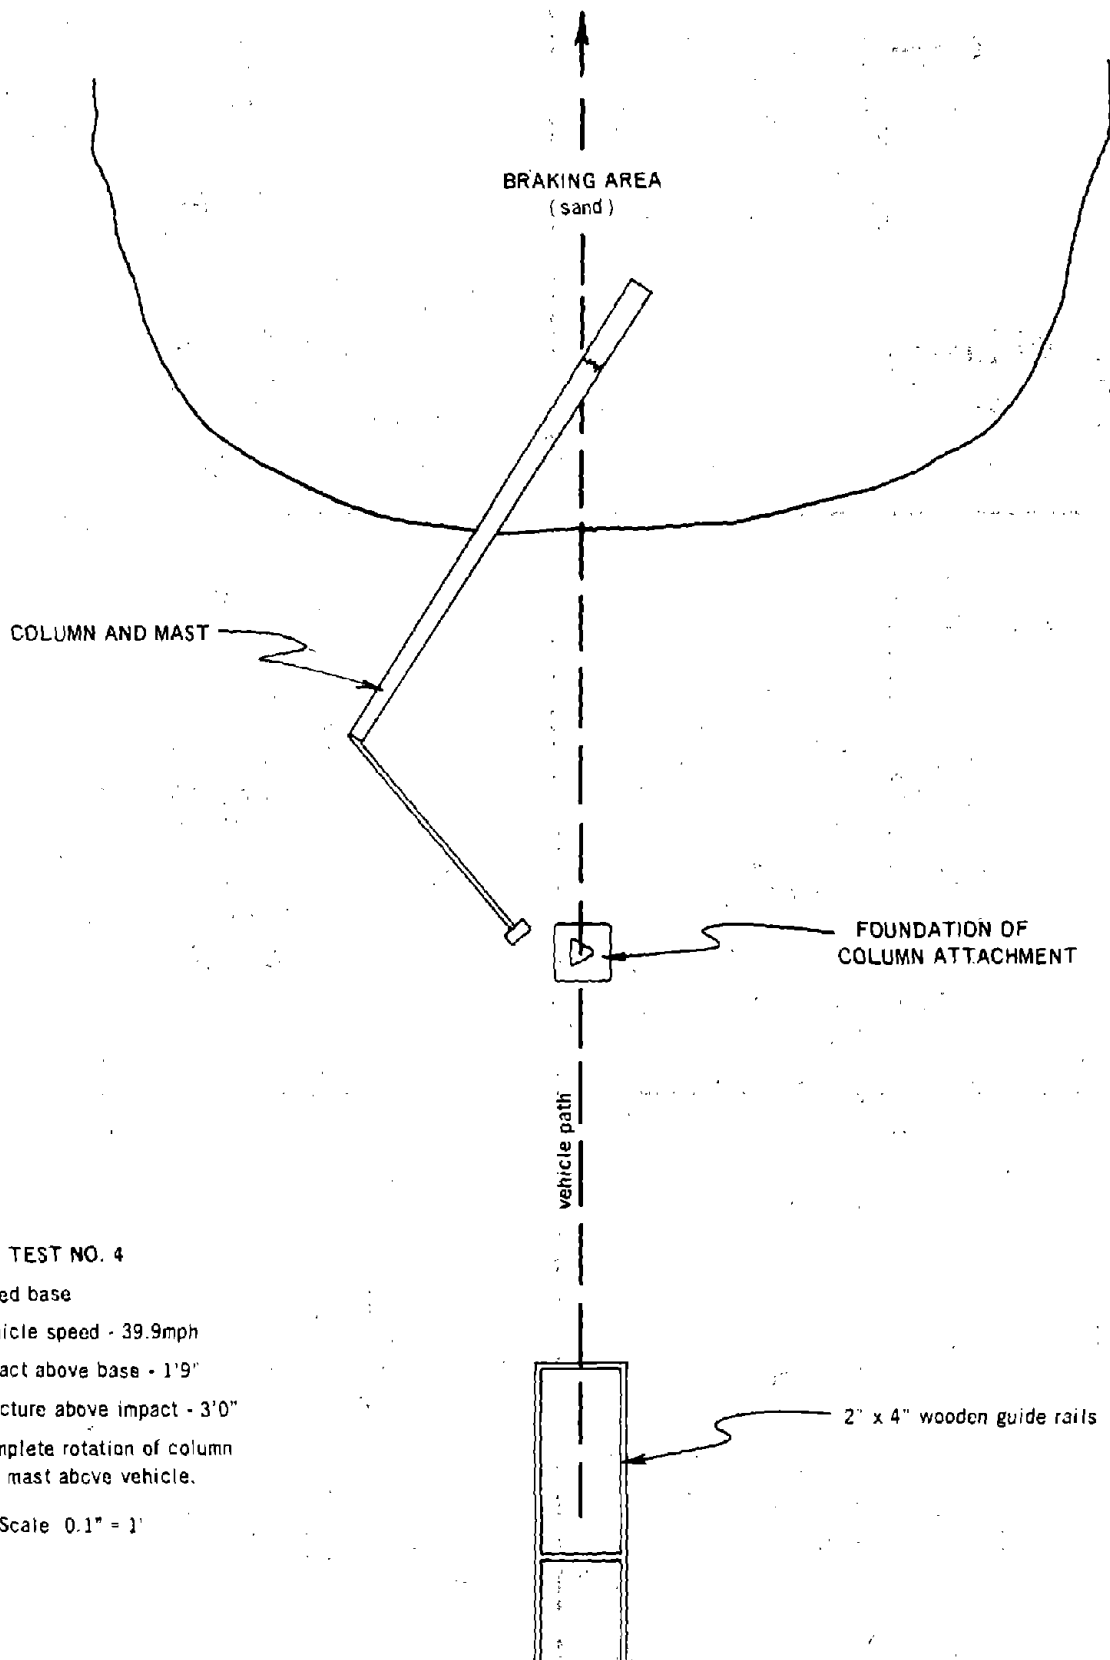 BRAKING AREA
(sand)
COLUMN AND MAST
FOUNDATION OF
COLUMN ATTACHMENT
vehicle path
TEST NO. 4
ed base
icle speed - 39.9mph
act above base - 1'9"
cture above impact - 3'0"
mplete rotation of column
mast above vehicle.
Scale 0.1" = 1'
2" x 4" wooden guide rails